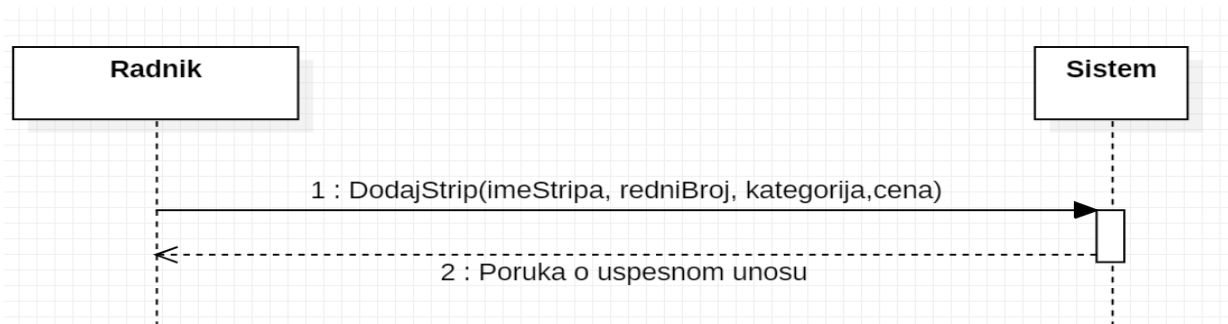 Radnik
Sistem
1 : DodajStrip(imeStripa, redniBroj, kategorija,cena)
2 : Poruka o uspesnom unosu